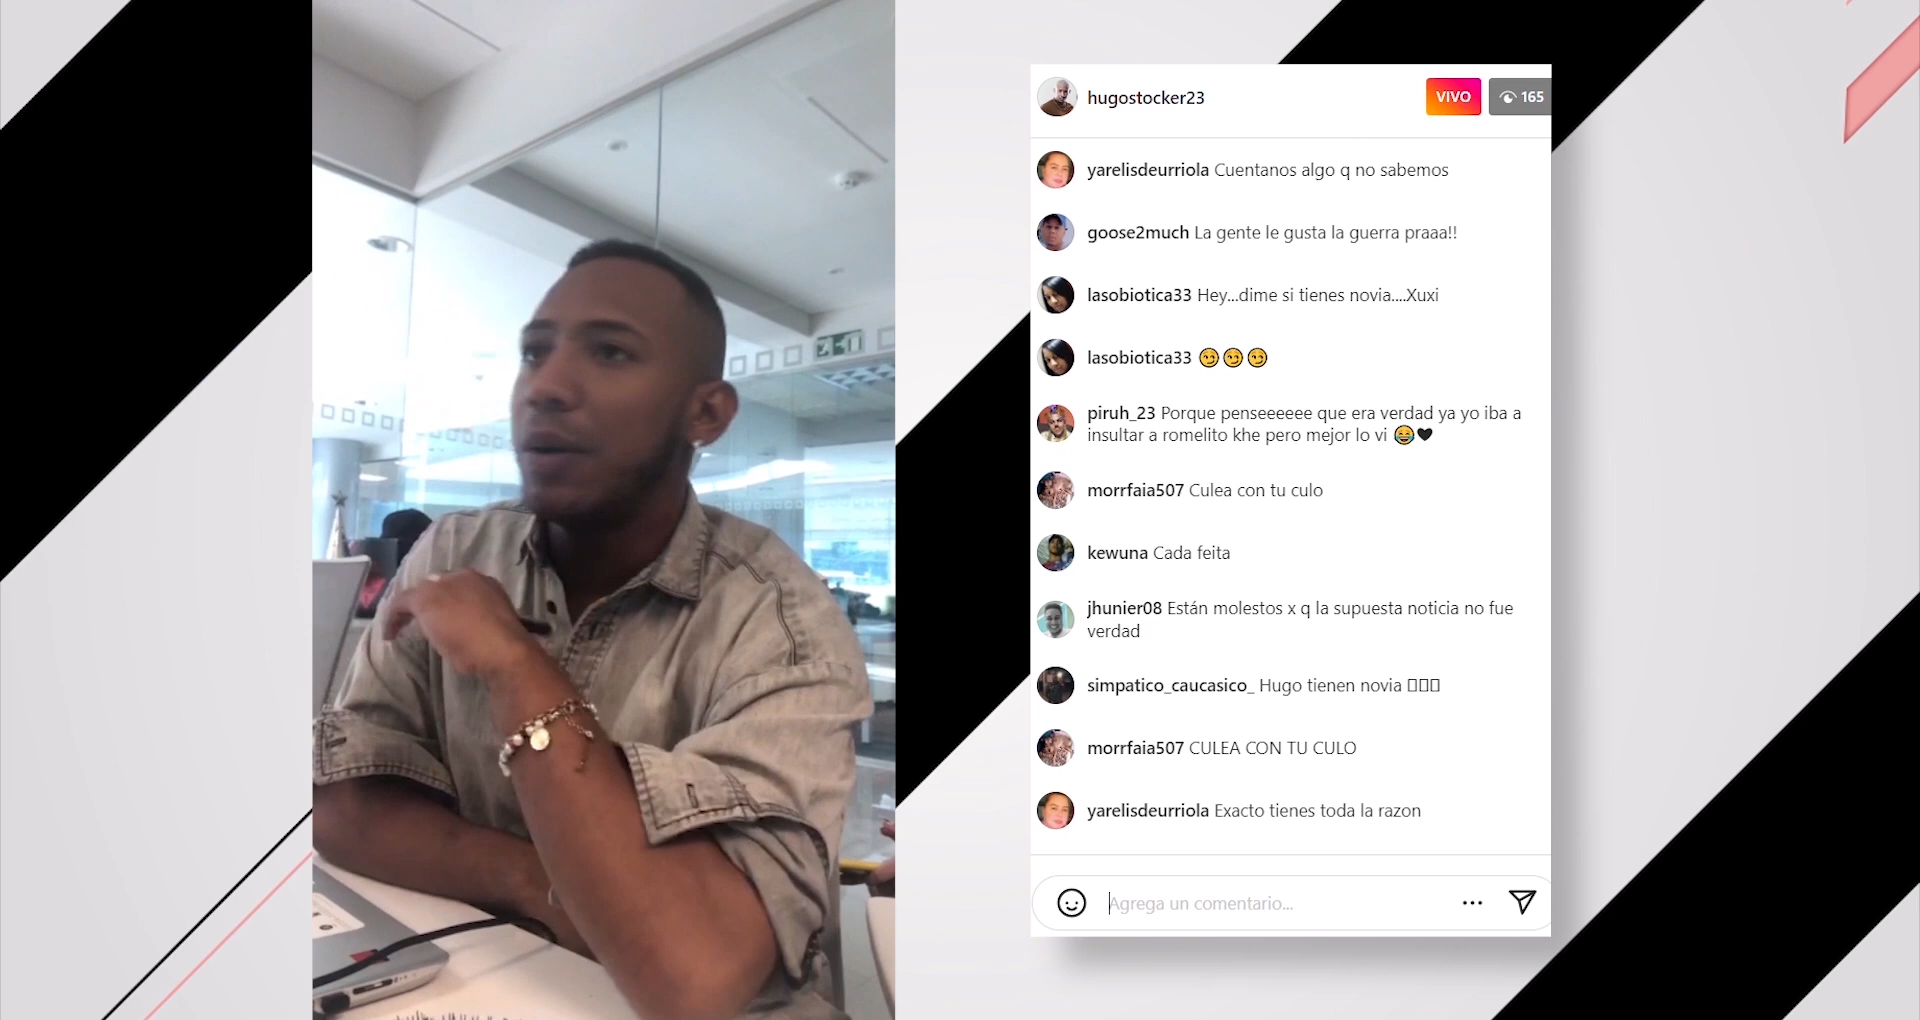 hugostocker23 VIVO 165
yarelisdeurriola Cuentanos algo q no sabemos
goose2much La gente le gusta la guerra praaa!!
lasobiotica33 Hey...dime si tienes novia....Xuxi
lasobiotica33 😏😏😏
piruh_23 Porque penseeeeee que era verdad ya yo iba a
insultar a romelito khe pero mejor lo vi 😂🖤
morrfaia507 Culea con tu culo
kewuna Cada feita
jhunier08 Están molestos x q la supuesta noticia no fue
verdad
simpatico_caucasico_ Hugo tienen novia ▯▯▯
morrfaia507 CULEA CON TU CULO
yarelisdeurriola Exacto tienes toda la razon
Agrega un comentario...